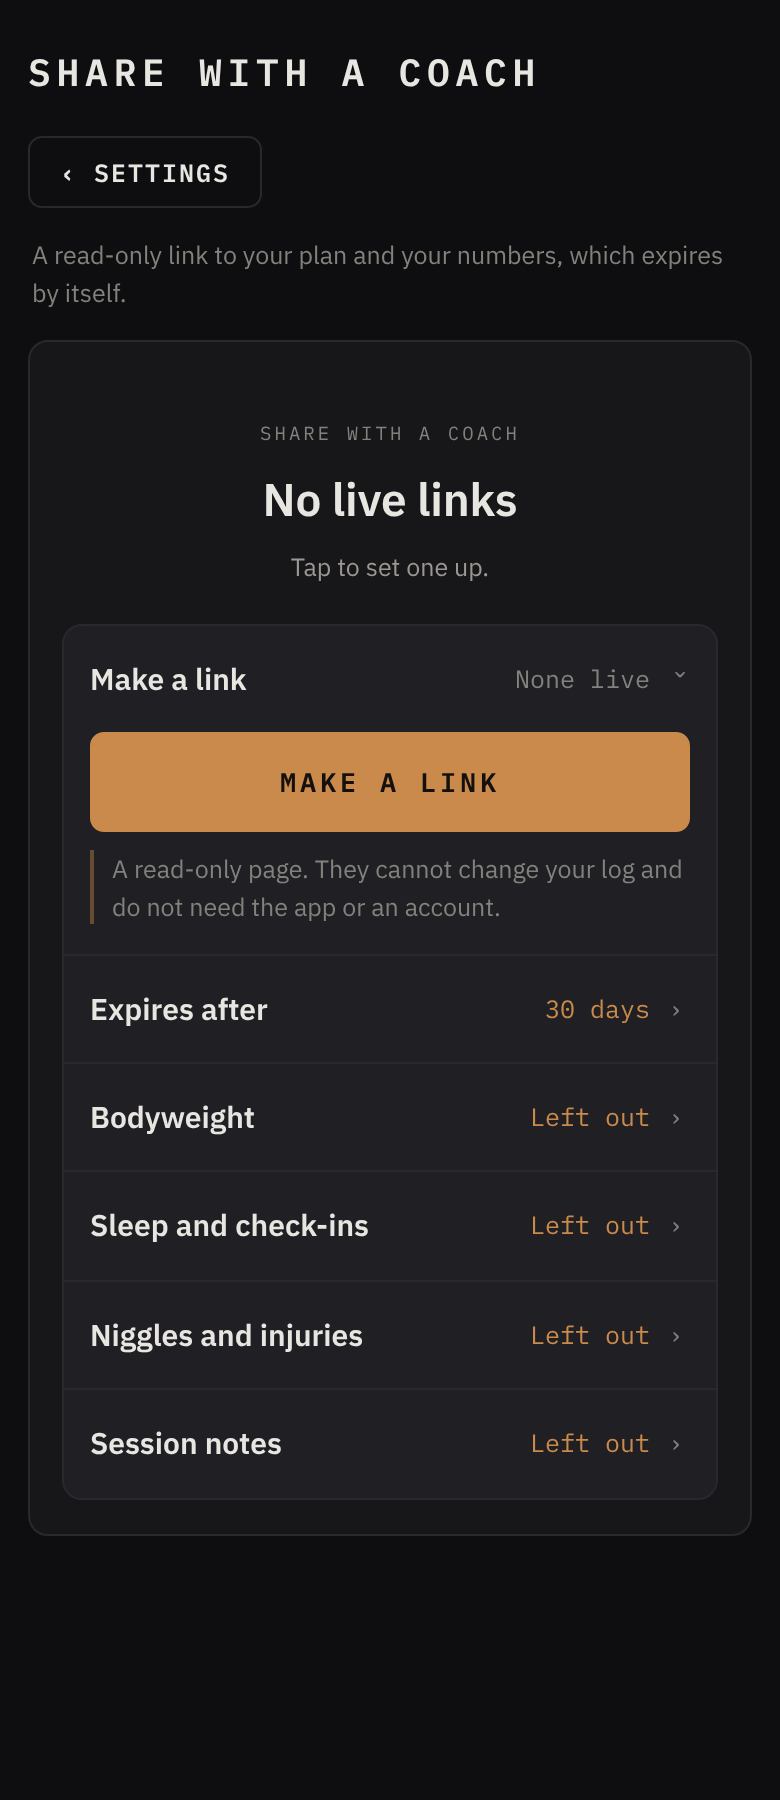 SHARE WITH A COACH
‹ SETTINGS
A read-only link to your plan and your numbers, which expires
by itself.
SHARE WITH A COACH
No live links
Tap to set one up.
Make a link None live ⌄
MAKE A LINK
A read-only page. They cannot change your log and
do not need the app or an account.
Expires after 30 days ›
Bodyweight Left out ›
Sleep and check-ins Left out ›
Niggles and injuries Left out ›
Session notes Left out ›